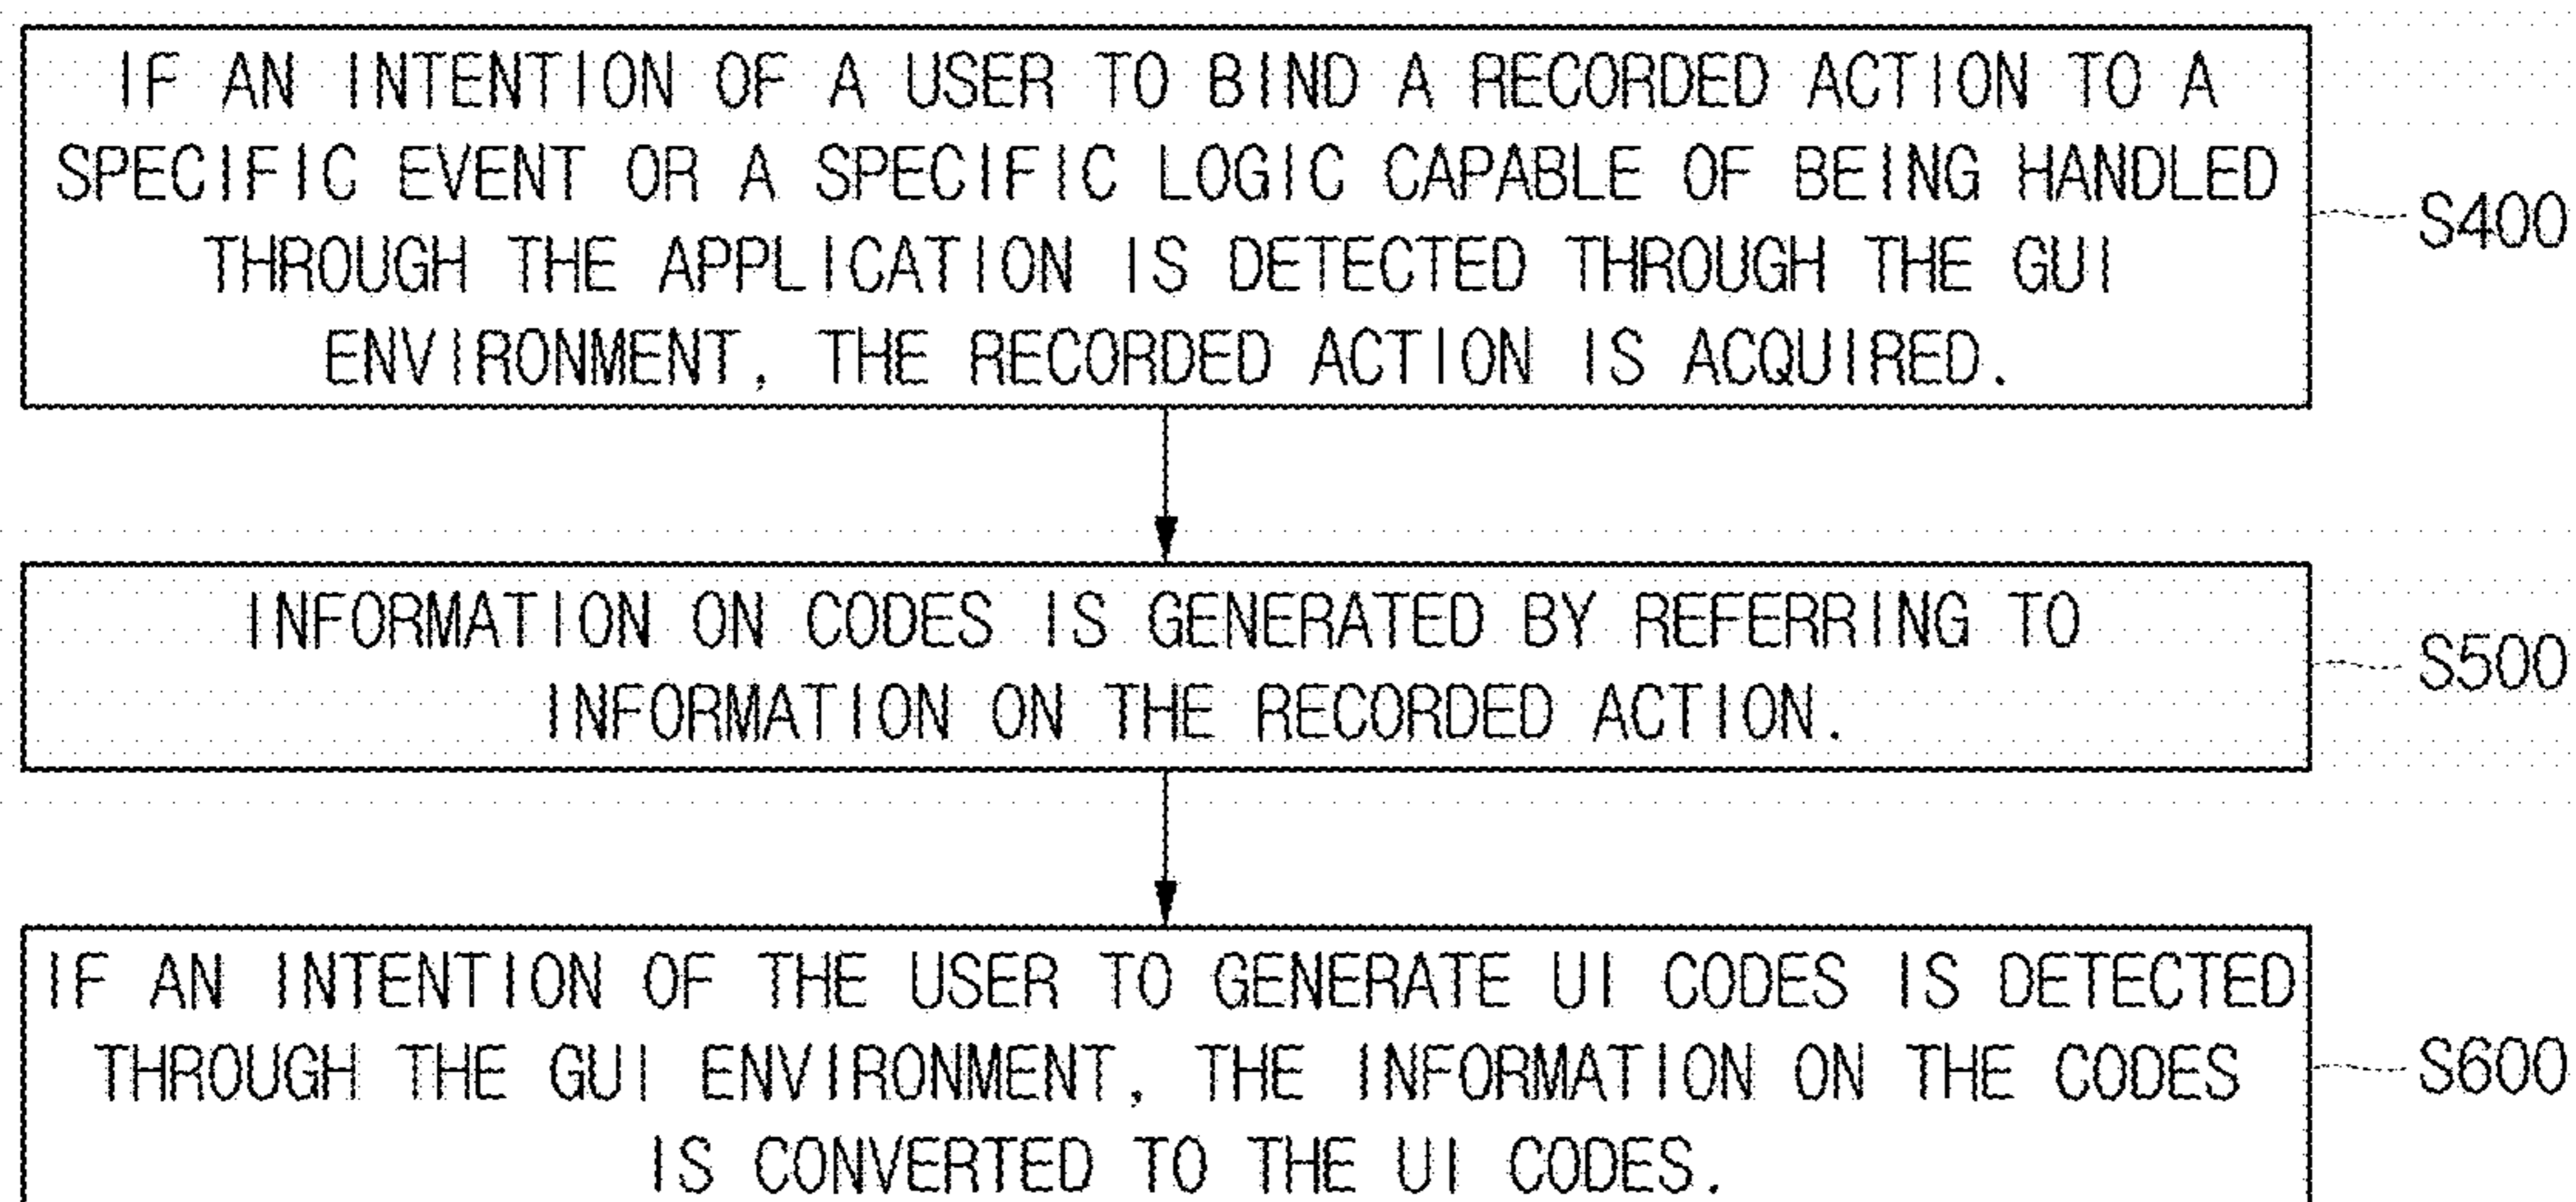 IF AN INTENTION OF A USER TO BIND A RECORDED ACTION TO A
SPECIFIC EVENT OR A SPECIFIC LOGIC CAPABLE OF BEING HANDLED
THROUGH THE APPLICATION IS DETECTED THROUGH THE GUI
ENVIRONMENT, THE RECORDED ACTION IS ACQUIRED.
S400
INFORMATION ON CODES IS GENERATED BY REFERRING TO
INFORMATION ON THE RECORDED ACTION.
S500
IF AN INTENTION OF THE USER TO GENERATE UI CODES IS DETECTED
THROUGH THE GUI ENVIRONMENT, THE INFORMATION ON THE CODES
IS CONVERTED TO THE UI CODES.
S600